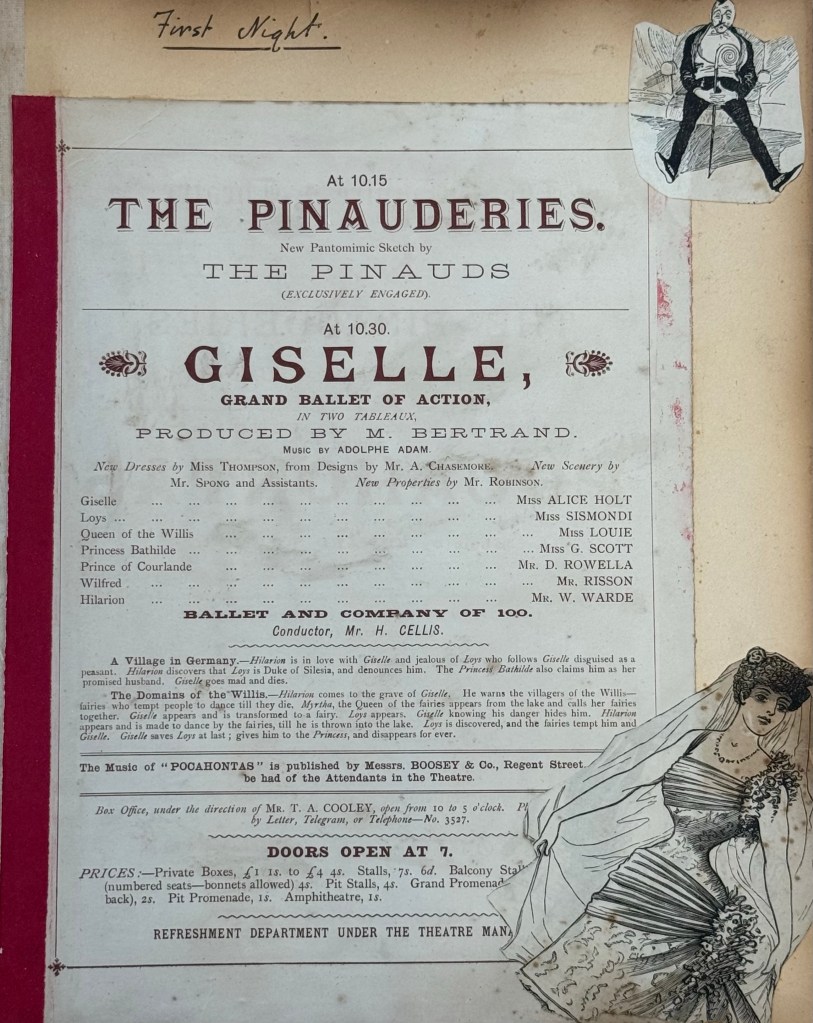 First Night.
At 10.15
THE PINAUDERIES.
New Pantomimic Sketch by
THE PINAUDS
(EXCLUSIVELY ENGAGED).
At 10.30.
GISELLE,
GRAND BALLET OF ACTION,
IN TWO TABLEAUX,
PRODUCED BY M. BERTRAND.
MUSIC BY ADOLPHE ADAM.
New Dresses by MISS THOMPSON, from Designs by MR. A. CHASEMORE. New Scenery by
MR. SPONG and Assistants. New Properties by MR. ROBINSON.
Giselle ... ... ... ... ... ... ... ... ... ... MISS ALICE HOLT
Loys ... ... ... ... ... ... ... ... ... ... ... MISS SISMONDI
Queen of the Willis ... ... ... ... ... ... ... ... ... MISS LOUIE
Princess Bathilde ... ... ... ... ... ... ... ... ... ... MISS G. SCOTT
Prince of Courlande ... ... ... ... ... ... ... ... ... MR. D. ROWELLA
Wilfred ... ... ... ... ... ... ... ... ... ... ... MR. RISSON
Hilarion ... ... ... ... ... ... ... ... ... ... MR. W. WARDE
BALLET AND COMPANY OF 100.
Conductor, Mr. H. CELLIS.
A Village in Germany.—Hilarion is in love with Giselle and jealous of Loys who follows Giselle disguised as a
peasant. Hilarion discovers that Loys is Duke of Silesia, and denounces him. The Princess Bathilde also claims him as her
promised husband. Giselle goes mad and dies.
The Domains of the Willis.—Hilarion comes to the grave of Giselle. He warns the villagers of the Willis—
fairies who tempt people to dance till they die, Myrtha, the Queen of the fairies appears from the lake and calls her fairies
together. Giselle appears and is transformed to a fairy. Loys appears. Giselle knowing his danger hides him. Hilarion
appears and is made to dance by the fairies, till he is thrown into the lake. Loys is discovered, and the fairies tempt him and
Giselle. Giselle saves Loys at last; gives him to the Princess, and disappears for ever.
The Music of "POCAHONTAS" is published by Messrs. BOOSEY & Co., Regent Street.
be had of the Attendants in the Theatre.
Box Office, under the direction of MR. T. A. COOLEY, open from 10 to 5 o'clock.
by Letter, Telegram, or Telephone—No. 3527.
DOORS OPEN AT 7.
PRICES:—Private Boxes, £1 1s. to £4 4s. Stalls, 7s. 6d. Balcony
(numbered seats—bonnets allowed) 4s. Pit Stalls, 4s. Grand
back), 2s. Pit Promenade, 1s. Amphitheatre, 1s.
REFRESHMENT DEPARTMENT UNDER THE THEATRE